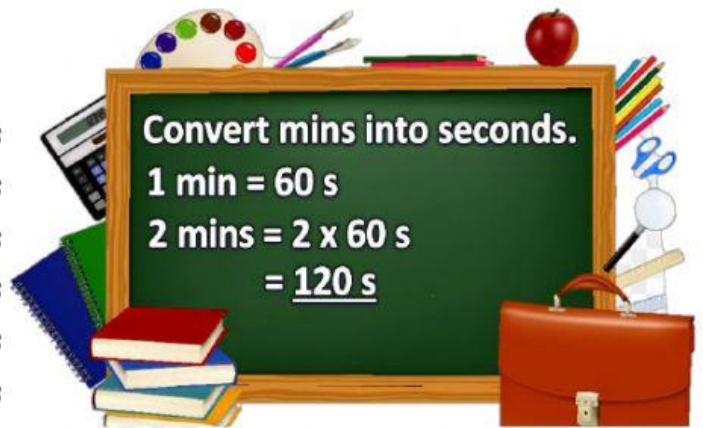 Convert mins into seconds.
1 min = 60 s
2 mins = 2 x 60 s
= 120 s